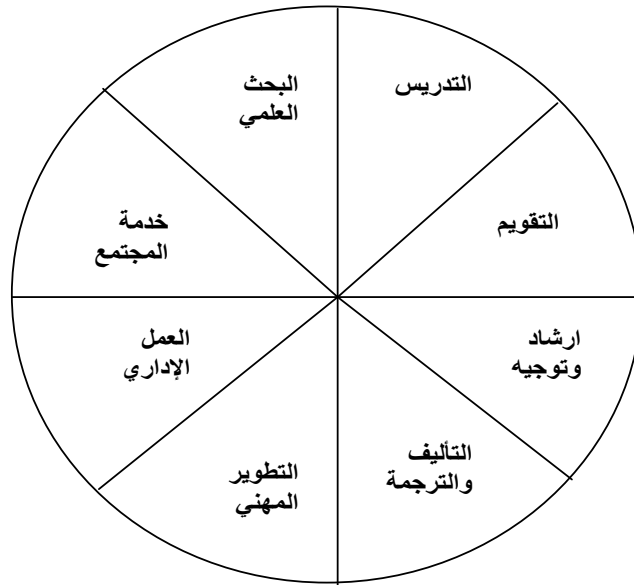 التدريس
البحث
العلمي
التقويم
خدمة
المجتمع
ارشاد
وتوجيه
العمل
الإداري
التأليف
والترجمة
التطوير
المهني